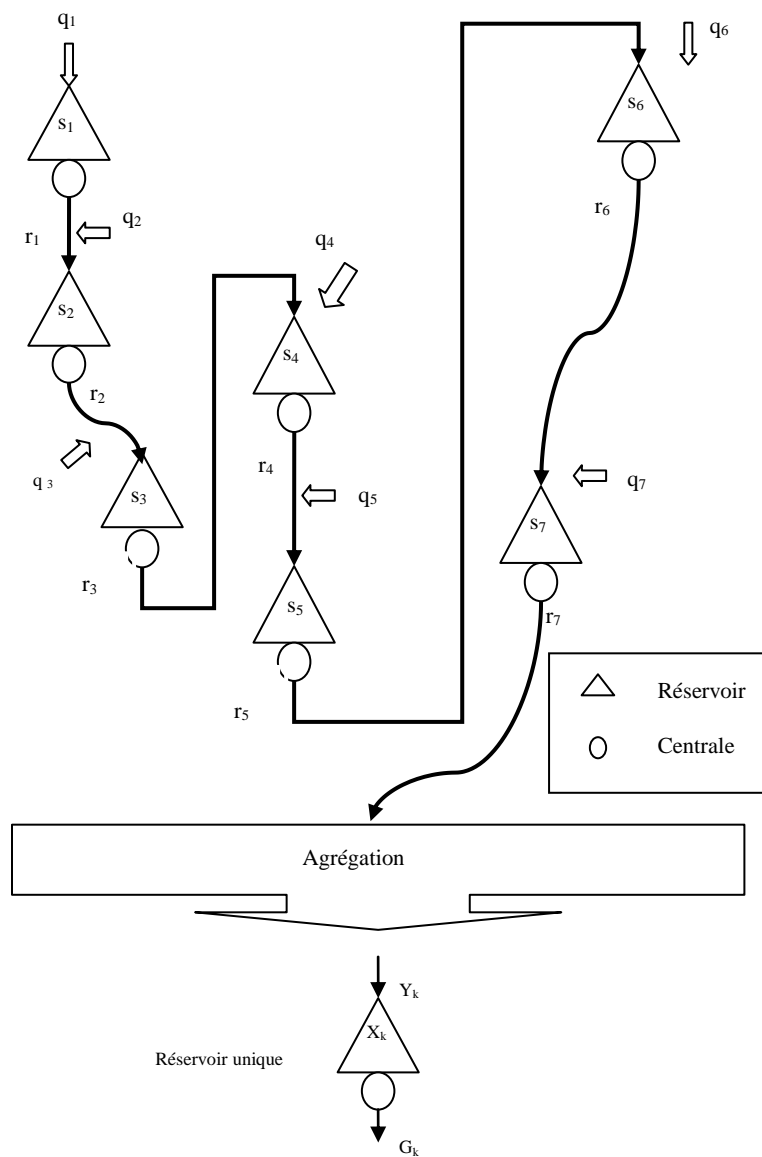 q₁
q₆
s₁
s₆
r₁
q₂
r₆
q₄
s₂
s₄
r₂
q ₃
r₄
s₃
q₅
q₇
s₇
r₃
s₅
r₇
r₅
Réservoir
Centrale
Agrégation
Yₖ
Xₖ
Réservoir unique
Gₖ